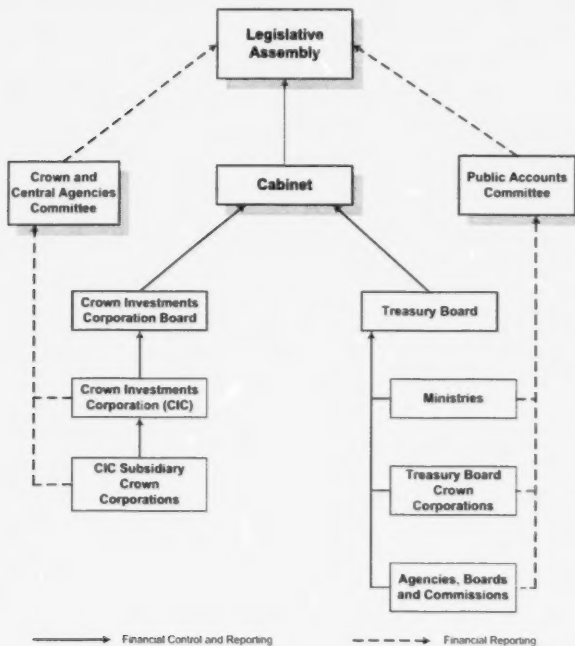 Legislative
Assembly
Crown and
Central Agencies
Committee
Cabinet
Public Accounts
Committee
Crown Investments
Corporation Board
Treasury Board
Crown Investments
Corporation (CIC)
Ministries
CIC Subsidiary
Crown
Corporations
Treasury Board
Crown
Corporations
Agencies, Boards
and Commissions
Financial Control and Reporting
Financial Reporting